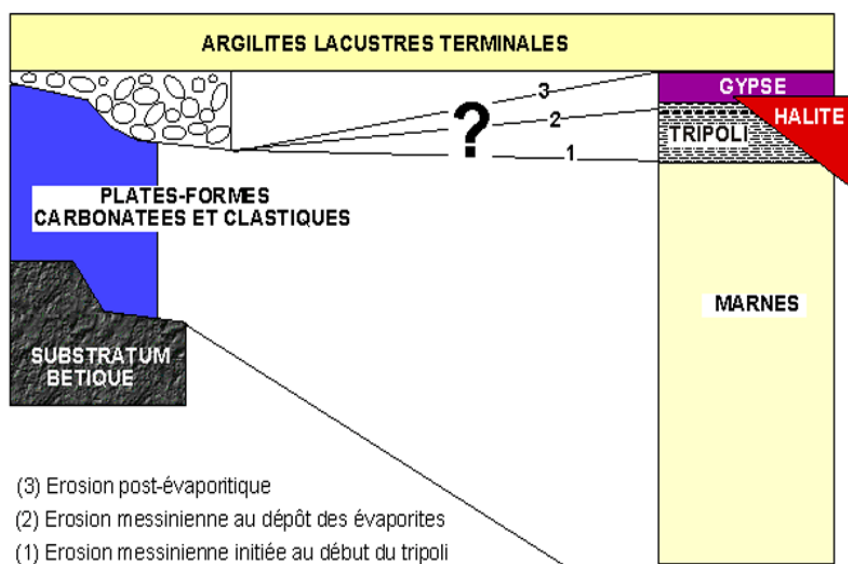 ARGILITES LACUSTRES TERMINALES
GYPSE
HALITE
TRIPOLI
3
2
1
?
PLATES-FORMES
CARBONATEES ET CLASTIQUES
MARNES
SUBSTRATUM
BETIQUE
(3) Erosion post-évaporitique
(2) Erosion messinienne au dépôt des évaporites
(1) Erosion messinienne initiée au début du tripoli